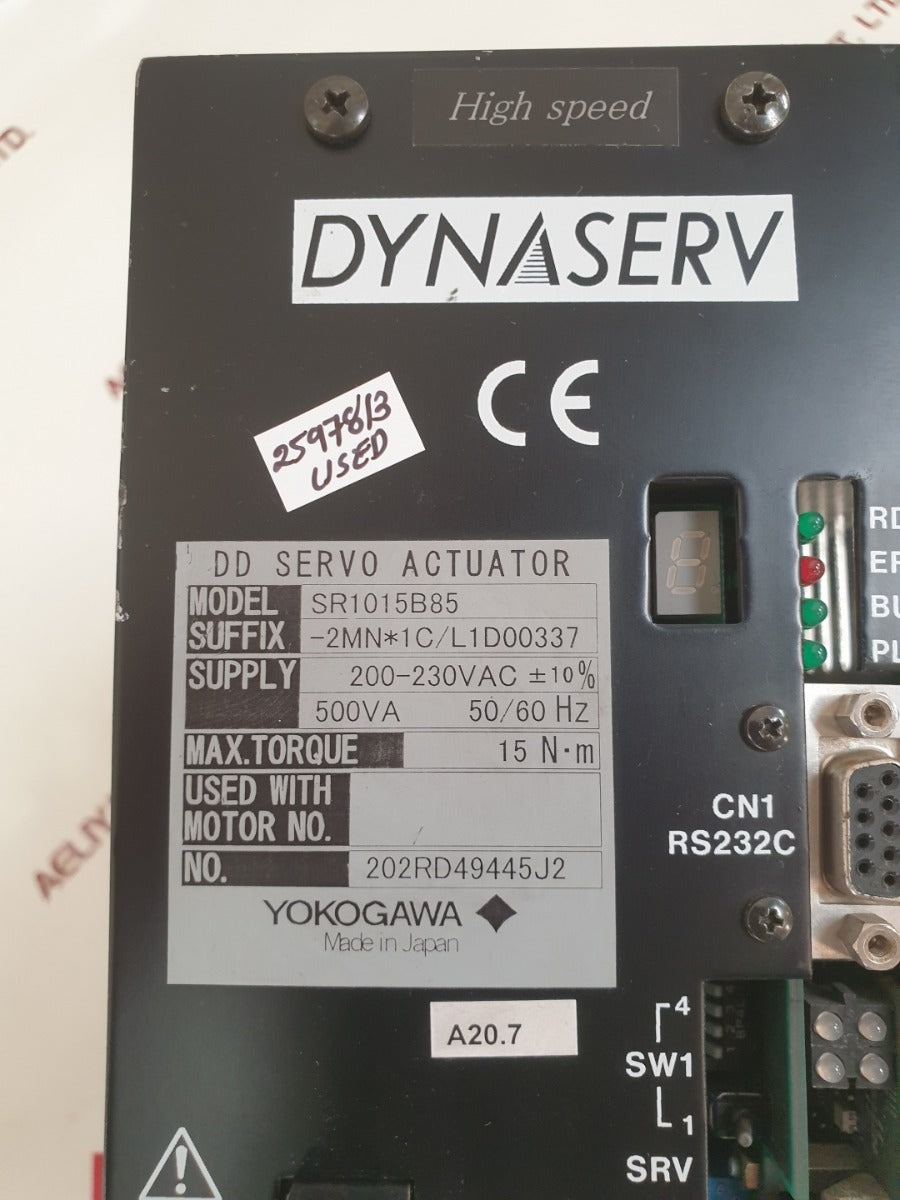 High speed
DYNASERV
CE
2597813
USED
DD SERVO ACTUATOR
MODEL SR1015B85
SUFFIX -2MN*1C/L1D00337
SUPPLY 200-230VAC ±10%
500VA 50/60 Hz
MAX.TORQUE 15 N·m
USED WITH
MOTOR NO.
NO. 202RD49445J2
YOKOGAWA
Made in Japan
A20.7
CN1
RS232C
4
SW1
1
SRV
LTD.